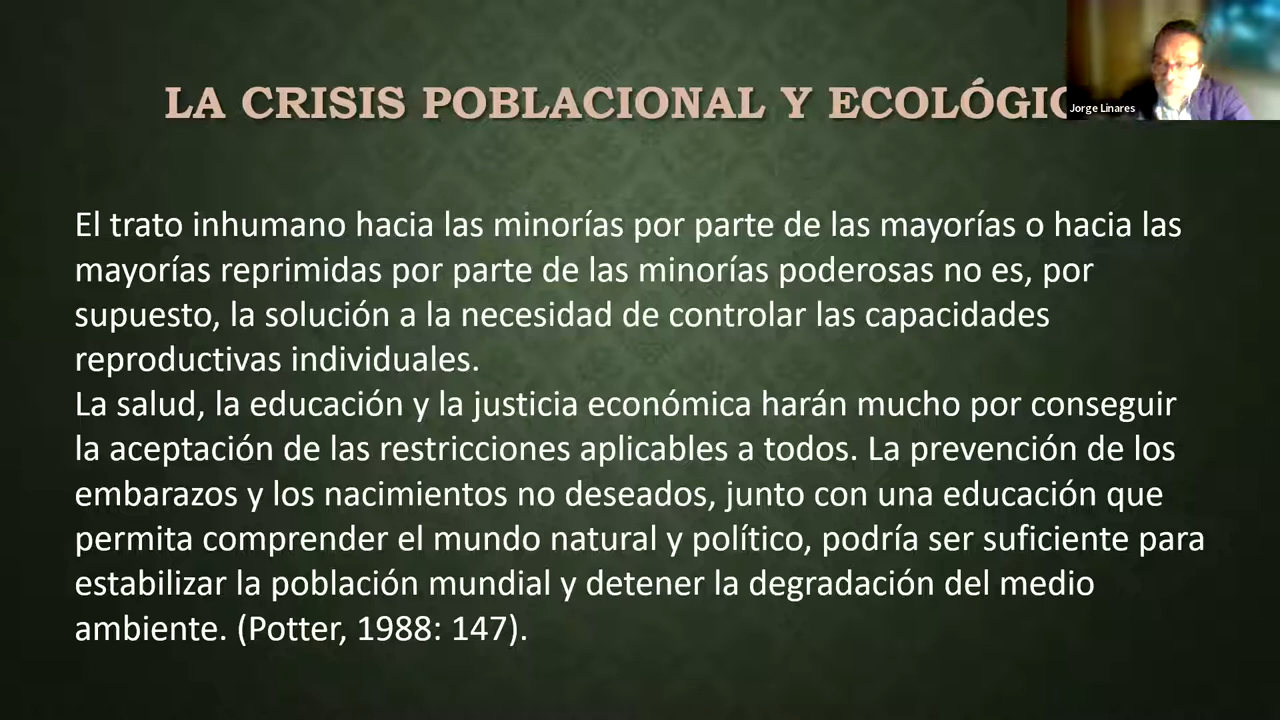 LA CRISIS POBLACIONAL Y
Jorge Linares
El trato inhumano hacia las minorías por parte de las mayorías o hacia las
mayorías reprimidas por parte de las minorías poderosas no es, por
supuesto, la solución a la necesidad de controlar las capacidades
reproductivas individuales.
La salud, la educación y la justicia económica harán mucho por conseguir
la aceptación de las restricciones aplicables a todos. La prevención de los
embarazos y los nacimientos no deseados, junto con una educación que
permita comprender el mundo natural y político, podría ser suficiente para
estabilizar la población mundial y detener la degradación del medio
ambiente. (Potter, 1988: 147).